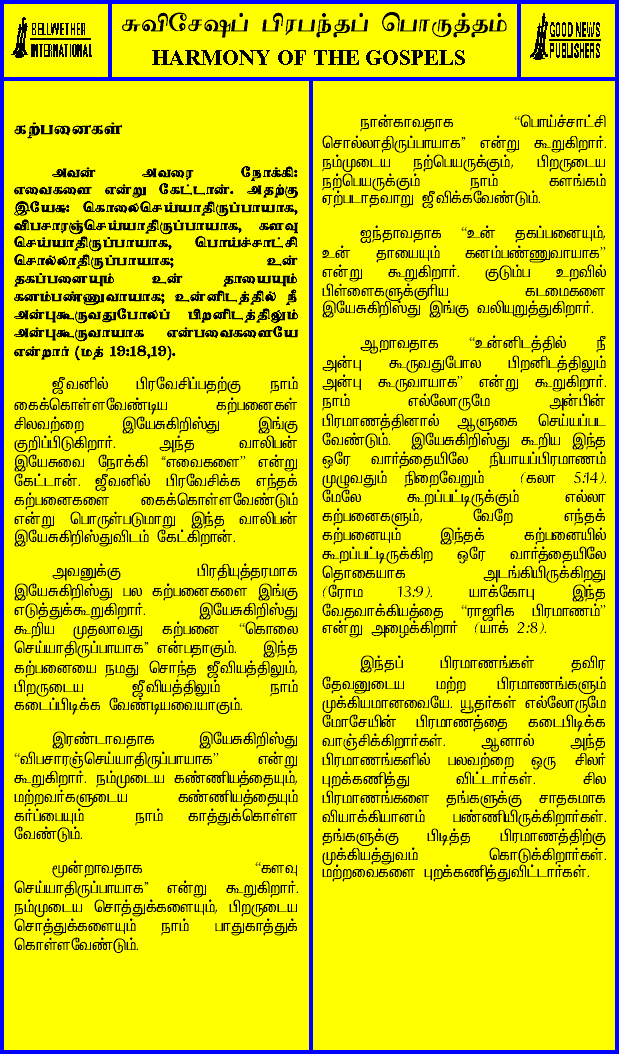 BELLWETHER
INTERNATIONAL
சுவிசேஷப் பிரபந்தப் பொருத்தம்
HARMONY OF THE GOSPELS
GOOD NEWS
PUBLISHERS
கற்பனைகள்
அவன் அவரை நோக்கி:
எவைகளை என்று கேட்டான். அதற்கு
இயேசு: கொலைசெய்யாதிருப்பாயாக,
விபசாரஞ்செய்யாதிருப்பாயாக, களவு
செய்யாதிருப்பாயாக, பொய்ச்சாட்சி
சொல்லாதிருப்பாயாக; உன்
தகப்பனையும் உன் தாயையும்
கனம்பண்ணுவாயாக; உன்னிடத்தில் நீ
அன்புகூருவதுபோலப் பிறனிடத்திலும்
அன்புகூருவாயாக என்பவைகளையே
என்றார் (மத் 19:18,19).
ஜீவனில் பிரவேசிப்பதற்கு நாம்
கைக்கொள்ளவேண்டிய கற்பனைகள்
சிலவற்றை இயேசுகிறிஸ்து இங்கு
குறிப்பிடுகிறார். அந்த வாலிபன்
இயேசுவை நோக்கி "எவைகளை" என்று
கேட்டான். ஜீவனில் பிரவேசிக்க எந்தக்
கற்பனைகளை கைக்கொள்ளவேண்டும்
என்று பொருள்படுமாறு இந்த வாலிபன்
இயேசுகிறிஸ்துவிடம் கேட்கிறான்.
அவனுக்கு பிரதியுத்தரமாக
இயேசுகிறிஸ்து பல கற்பனைகளை இங்கு
எடுத்துக்கூறுகிறார். இயேசுகிறிஸ்து
கூறிய முதலாவது கற்பனை "கொலை
செய்யாதிருப்பாயாக" என்பதாகும். இந்த
கற்பனையை நமது சொந்த ஜீவியத்திலும்,
பிறருடைய ஜீவியத்திலும் நாம்
கடைப்பிடிக்க வேண்டியவையாகும்.
இரண்டாவதாக இயேசுகிறிஸ்து
"விபசாரஞ்செய்யாதிருப்பாயாக" என்று
கூறுகிறார். நம்முடைய கண்ணியத்தையும்,
மற்றவர்களுடைய கண்ணியத்தையும்
கர்ப்பையும் நாம் காத்துக்கொள்ள
வேண்டும்.
மூன்றாவதாக "களவு
செய்யாதிருப்பாயாக" என்று கூறுகிறார்.
நம்முடைய சொத்துக்களையும், பிறருடைய
சொத்துக்களையும் நாம் பாதுகாத்துக்
கொள்ளவேண்டும்.
நான்காவதாக "பொய்ச்சாட்சி
சொல்லாதிருப்பாயாக" என்று கூறுகிறார்.
நம்முடைய நற்பெயருக்கும், பிறருடைய
நற்பெயருக்கும் நாம் களங்கம்
ஏற்படாதவாறு ஜீவிக்கவேண்டும்.
ஐந்தாவதாக "உன் தகப்பனையும்,
உன் தாயையும் கனம்பண்ணுவாயாக"
என்று கூறுகிறார். குடும்ப உறவில்
பிள்ளைகளுக்குரிய கடமைகளை
இயேசுகிறிஸ்து இங்கு வலியுறுத்துகிறார்.
ஆறாவதாக "உன்னிடத்தில் நீ
அன்பு கூருவதுபோல பிறனிடத்திலும்
அன்பு கூருவாயாக" என்று கூறுகிறார்.
நாம் எல்லோருமே அன்பின்
பிரமாணத்தினால் ஆளுகை செய்யப்பட
வேண்டும். இயேசுகிறிஸ்து கூறிய இந்த
ஒரே வார்த்தையிலே நியாயப்பிரமாணம்
முழுவதும் நிறைவேறும் (கலா 5:14).
மேலே கூறப்பட்டிருக்கும் எல்லா
கற்பனைகளும், வேறே எந்தக்
கற்பனையும் இந்தக் கற்பனையில்
கூறப்பட்டிருக்கிற ஒரே வார்த்தையிலே
தொகையாக அடங்கியிருக்கிறது
(ரோம 13:9). யாக்கோபு இந்த
வேதவாக்கியத்தை "ராஜரிக பிரமாணம்"
என்று அழைக்கிறார் (யாக் 2:8).
இந்தப் பிரமாணங்கள் தவிர
தேவனுடைய மற்ற பிரமாணங்களும்
முக்கியமானவையே. யூதர்கள் எல்லோருமே
மோசேயின் பிரமாணத்தை கடைபிடிக்க
வாஞ்சிக்கிறார்கள். ஆனால் அந்த
பிரமாணங்களில் பலவற்றை ஒரு சிலர்
புறக்கணித்து விட்டார்கள். சில
பிரமாணங்களை தங்களுக்கு சாதகமாக
வியாக்கியானம் பண்ணியிருக்கிறார்கள்.
தங்களுக்கு பிடித்த பிரமாணத்திற்கு
முக்கியத்துவம் கொடுக்கிறார்கள்.
மற்றவைகளை புறக்கணித்துவிட்டார்கள்.